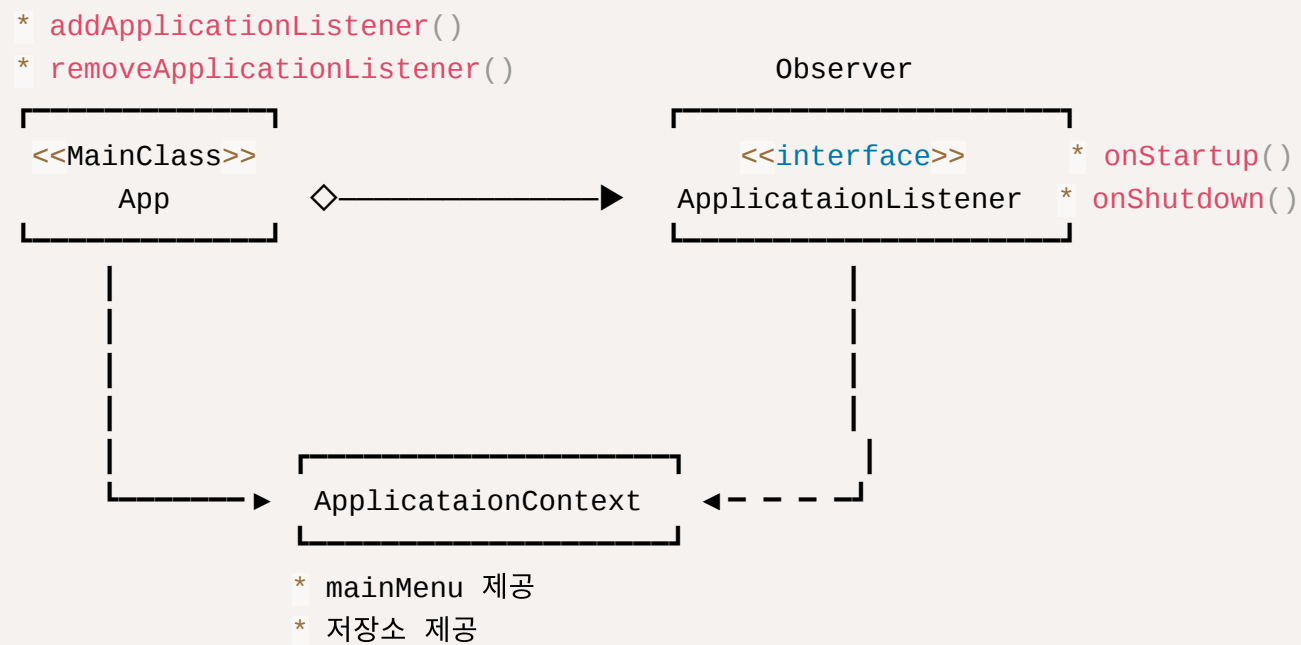 * addApplicationListener()
* removeApplicationListener() Observer
<<MainClass>> <<interface>> * onStartup()
App ApplicataionListener * onShutdown()
ApplicataionContext
* mainMenu 제공
* 저장소 제공